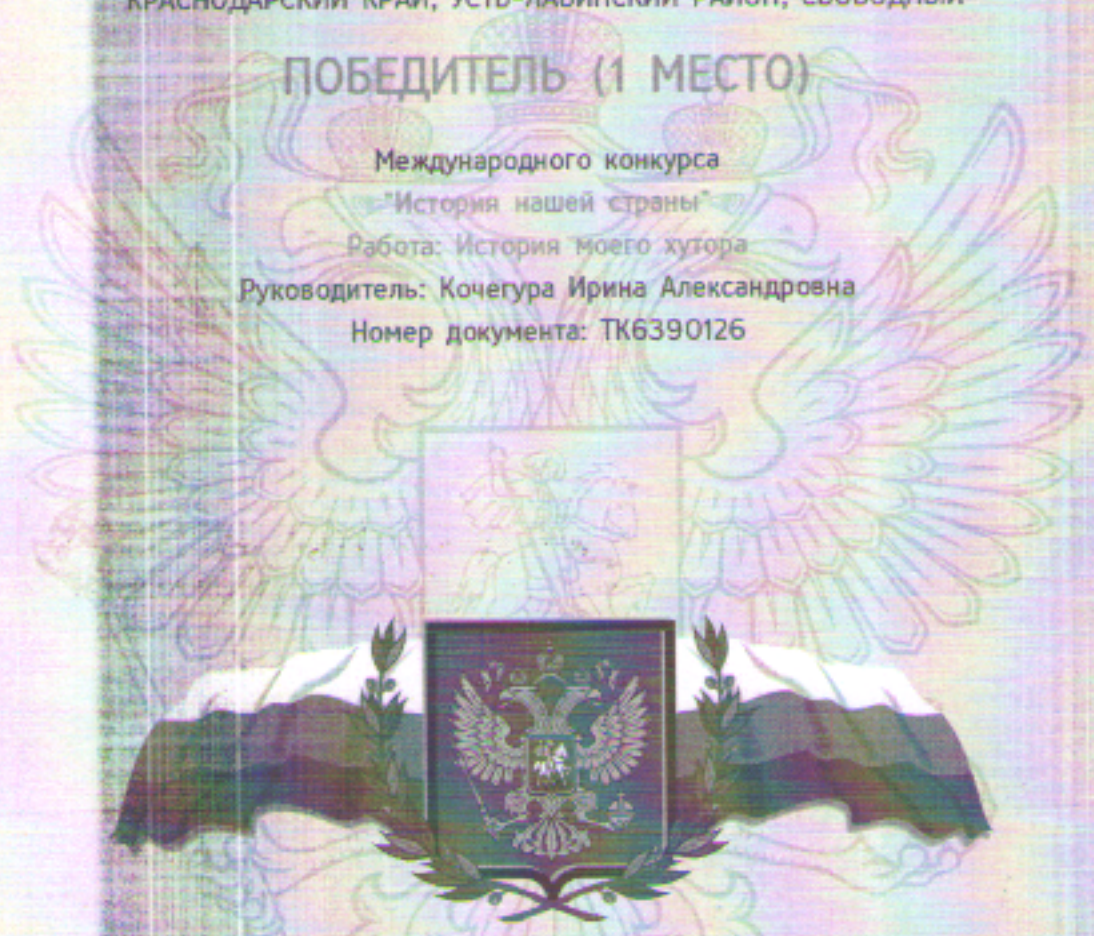 КРАСНОДАРСКИЙ КРАЙ, УСТЬ-ЛАБИНСКИЙ РАЙОН, СВОБОДНЫЙ
ПОБЕДИТЕЛЬ (1 МЕСТО)
Международного конкурса
"История нашей страны"
Работа: История моего хутора
Руководитель: Кочегура Ирина Александровна
Номер документа: ТК6390126